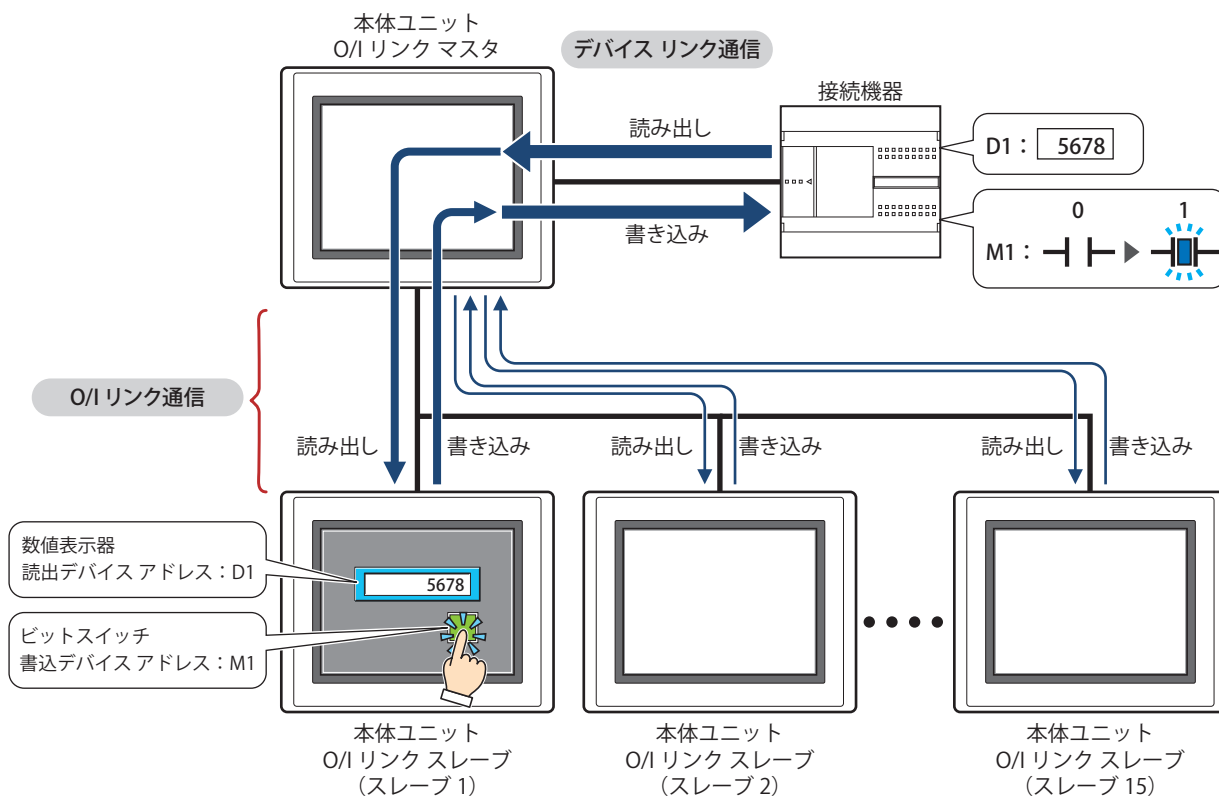 本体ユニット
O/I リンク マスタ
デバイス リンク通信
接続機器
読み出し
D1： 5678
書き込み
0 1
M1：
O/I リンク通信
読み出し 書き込み
読み出し 書き込み
読み出し 書き込み
数値表示器
読出デバイス アドレス：D1
5678
ビットスイッチ
書込デバイス アドレス：M1
本体ユニット
O/I リンク スレーブ
（スレーブ 1）
本体ユニット
O/I リンク スレーブ
（スレーブ 2）
本体ユニット
O/I リンク スレーブ
（スレーブ 15）